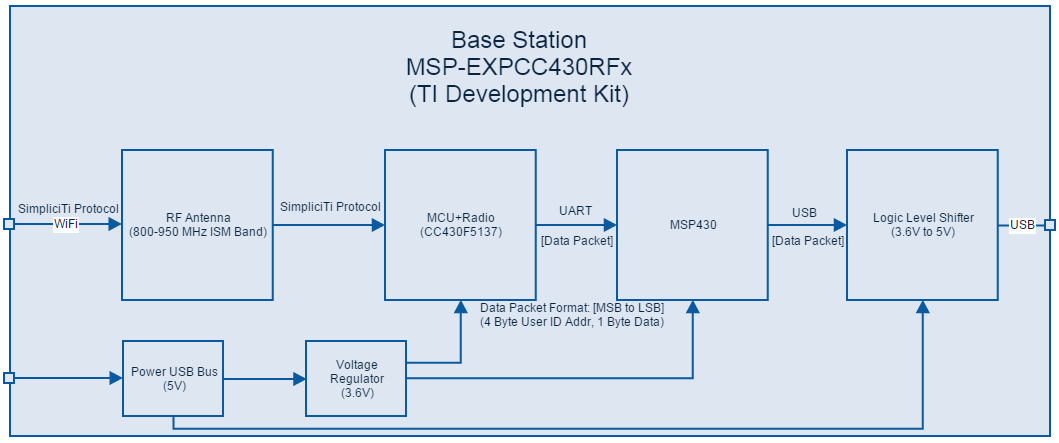 Base Station
MSP-EXPCC430RFx
(TI Development Kit)
SimpliciTi Protocol
WiFi
RF Antenna
(800-950 MHz ISM Band)
SimpliciTi Protocol
MCU+Radio
(CC430F5137)
UART
[Data Packet]
MSP430
USB
[Data Packet]
Logic Level Shifter
(3.6V to 5V)
USB
Data Packet Format: [MSB to LSB]
(4 Byte User ID Addr, 1 Byte Data)
Power USB Bus
(5V)
Voltage
Regulator
(3.6V)